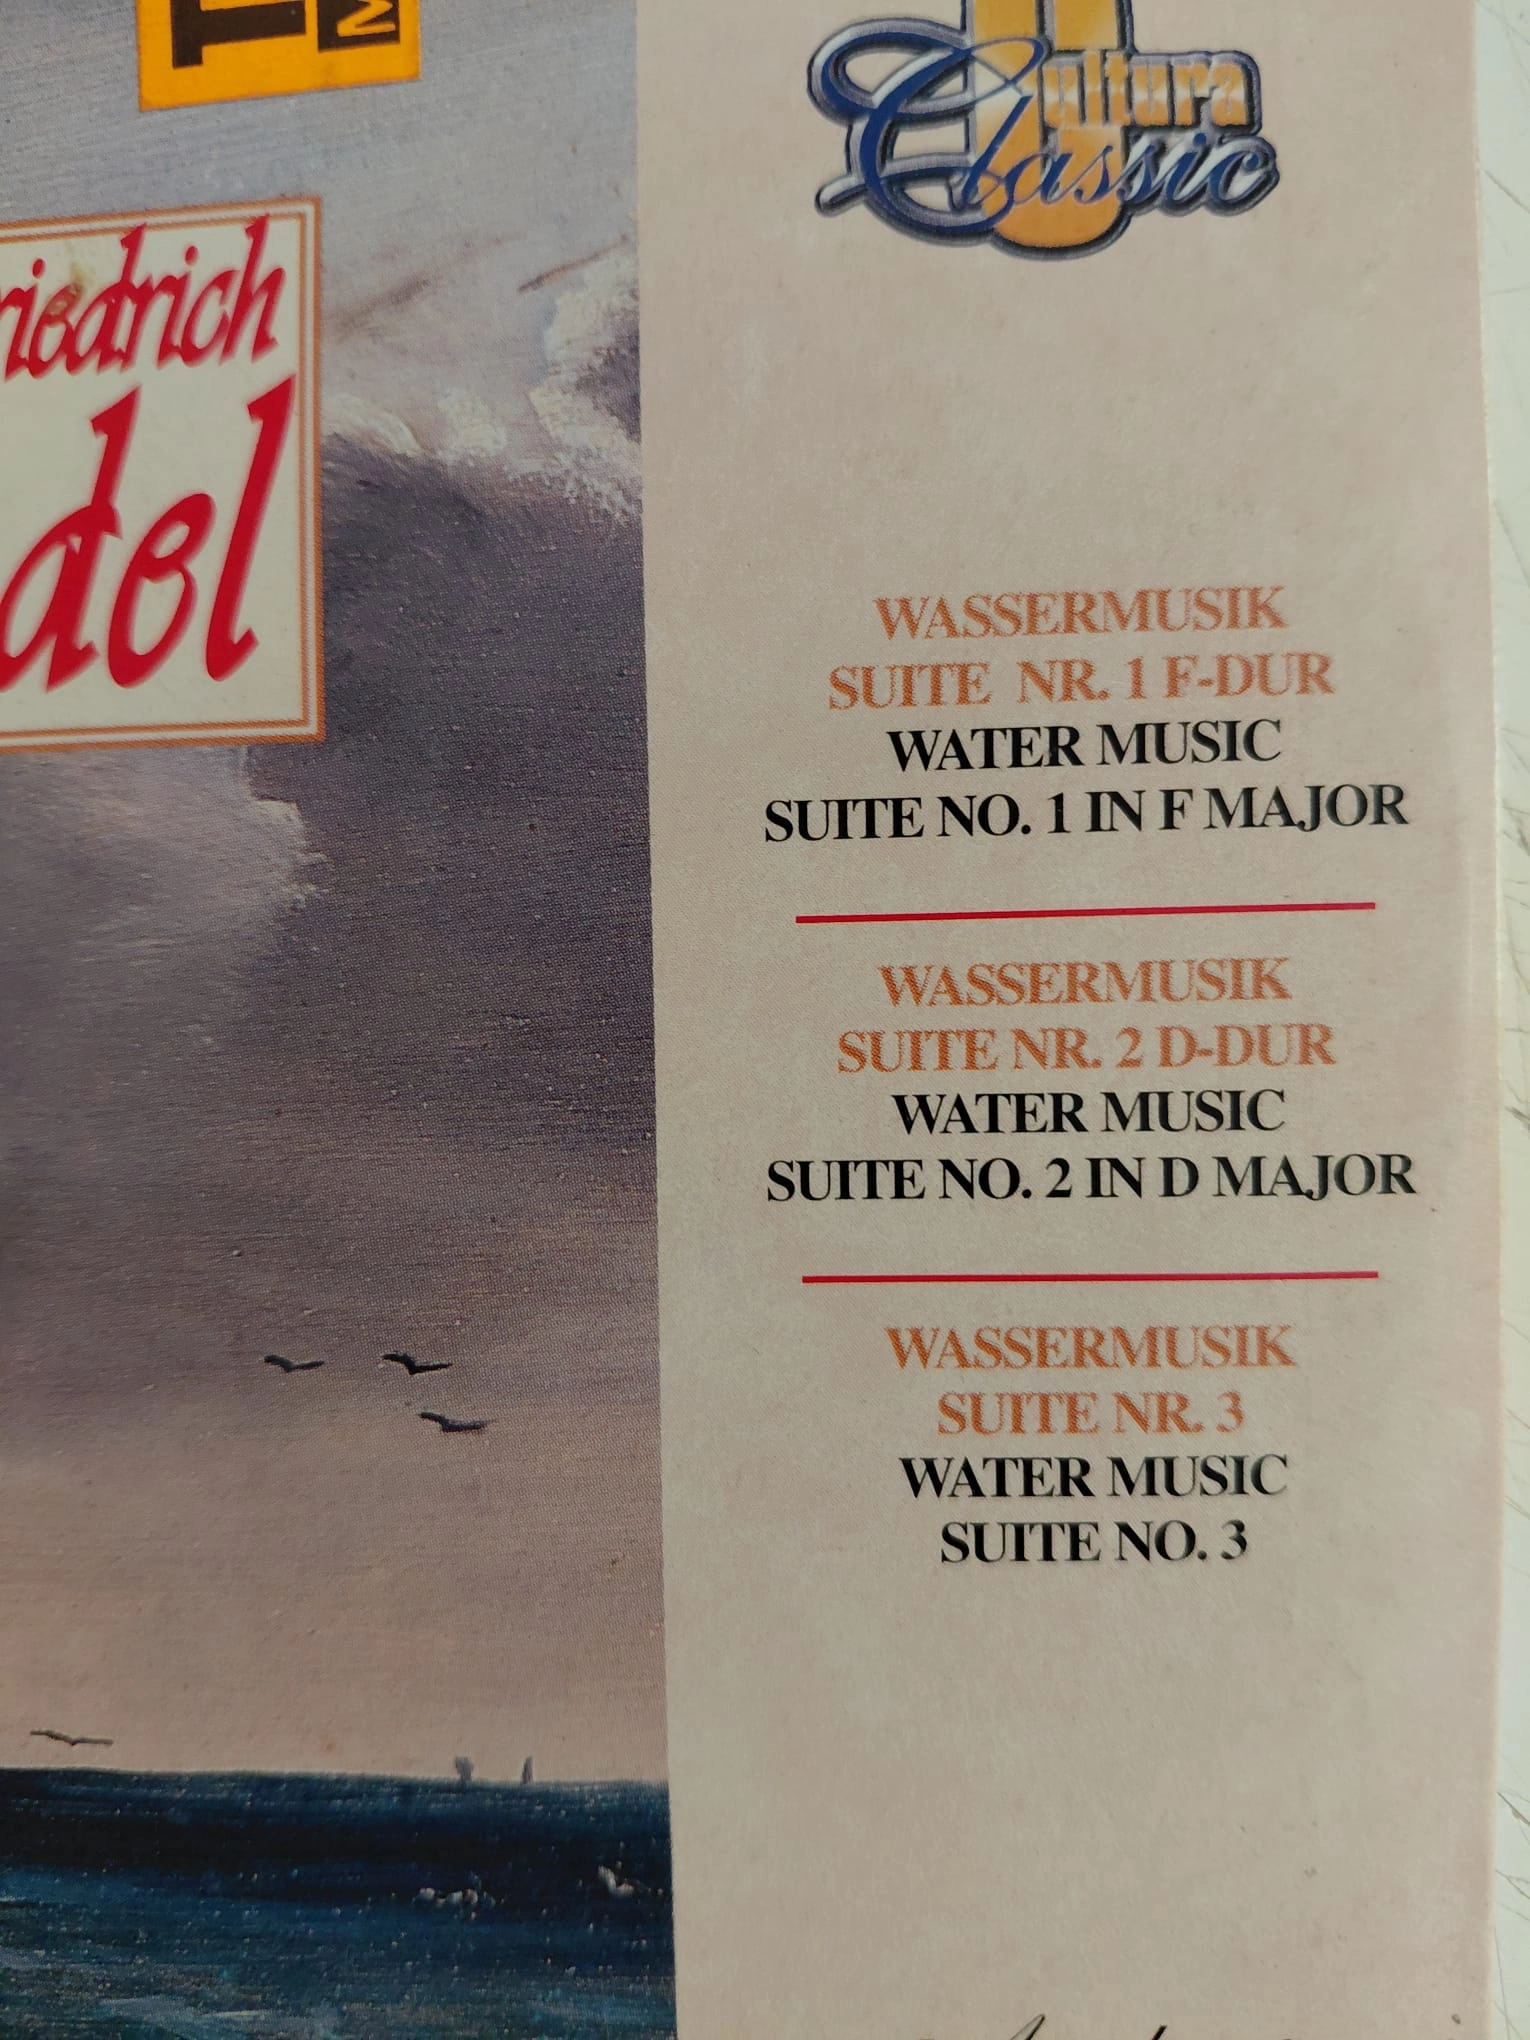 Cultura
Classic
riedrich
del
WASSERMUSIK
SUITE NR. 1 F-DUR
WATER MUSIC
SUITE NO. 1 IN F MAJOR
WASSERMUSIK
SUITE NR. 2 D-DUR
WATER MUSIC
SUITE NO. 2 IN D MAJOR
WASSERMUSIK
SUITE NR. 3
WATER MUSIC
SUITE NO. 3